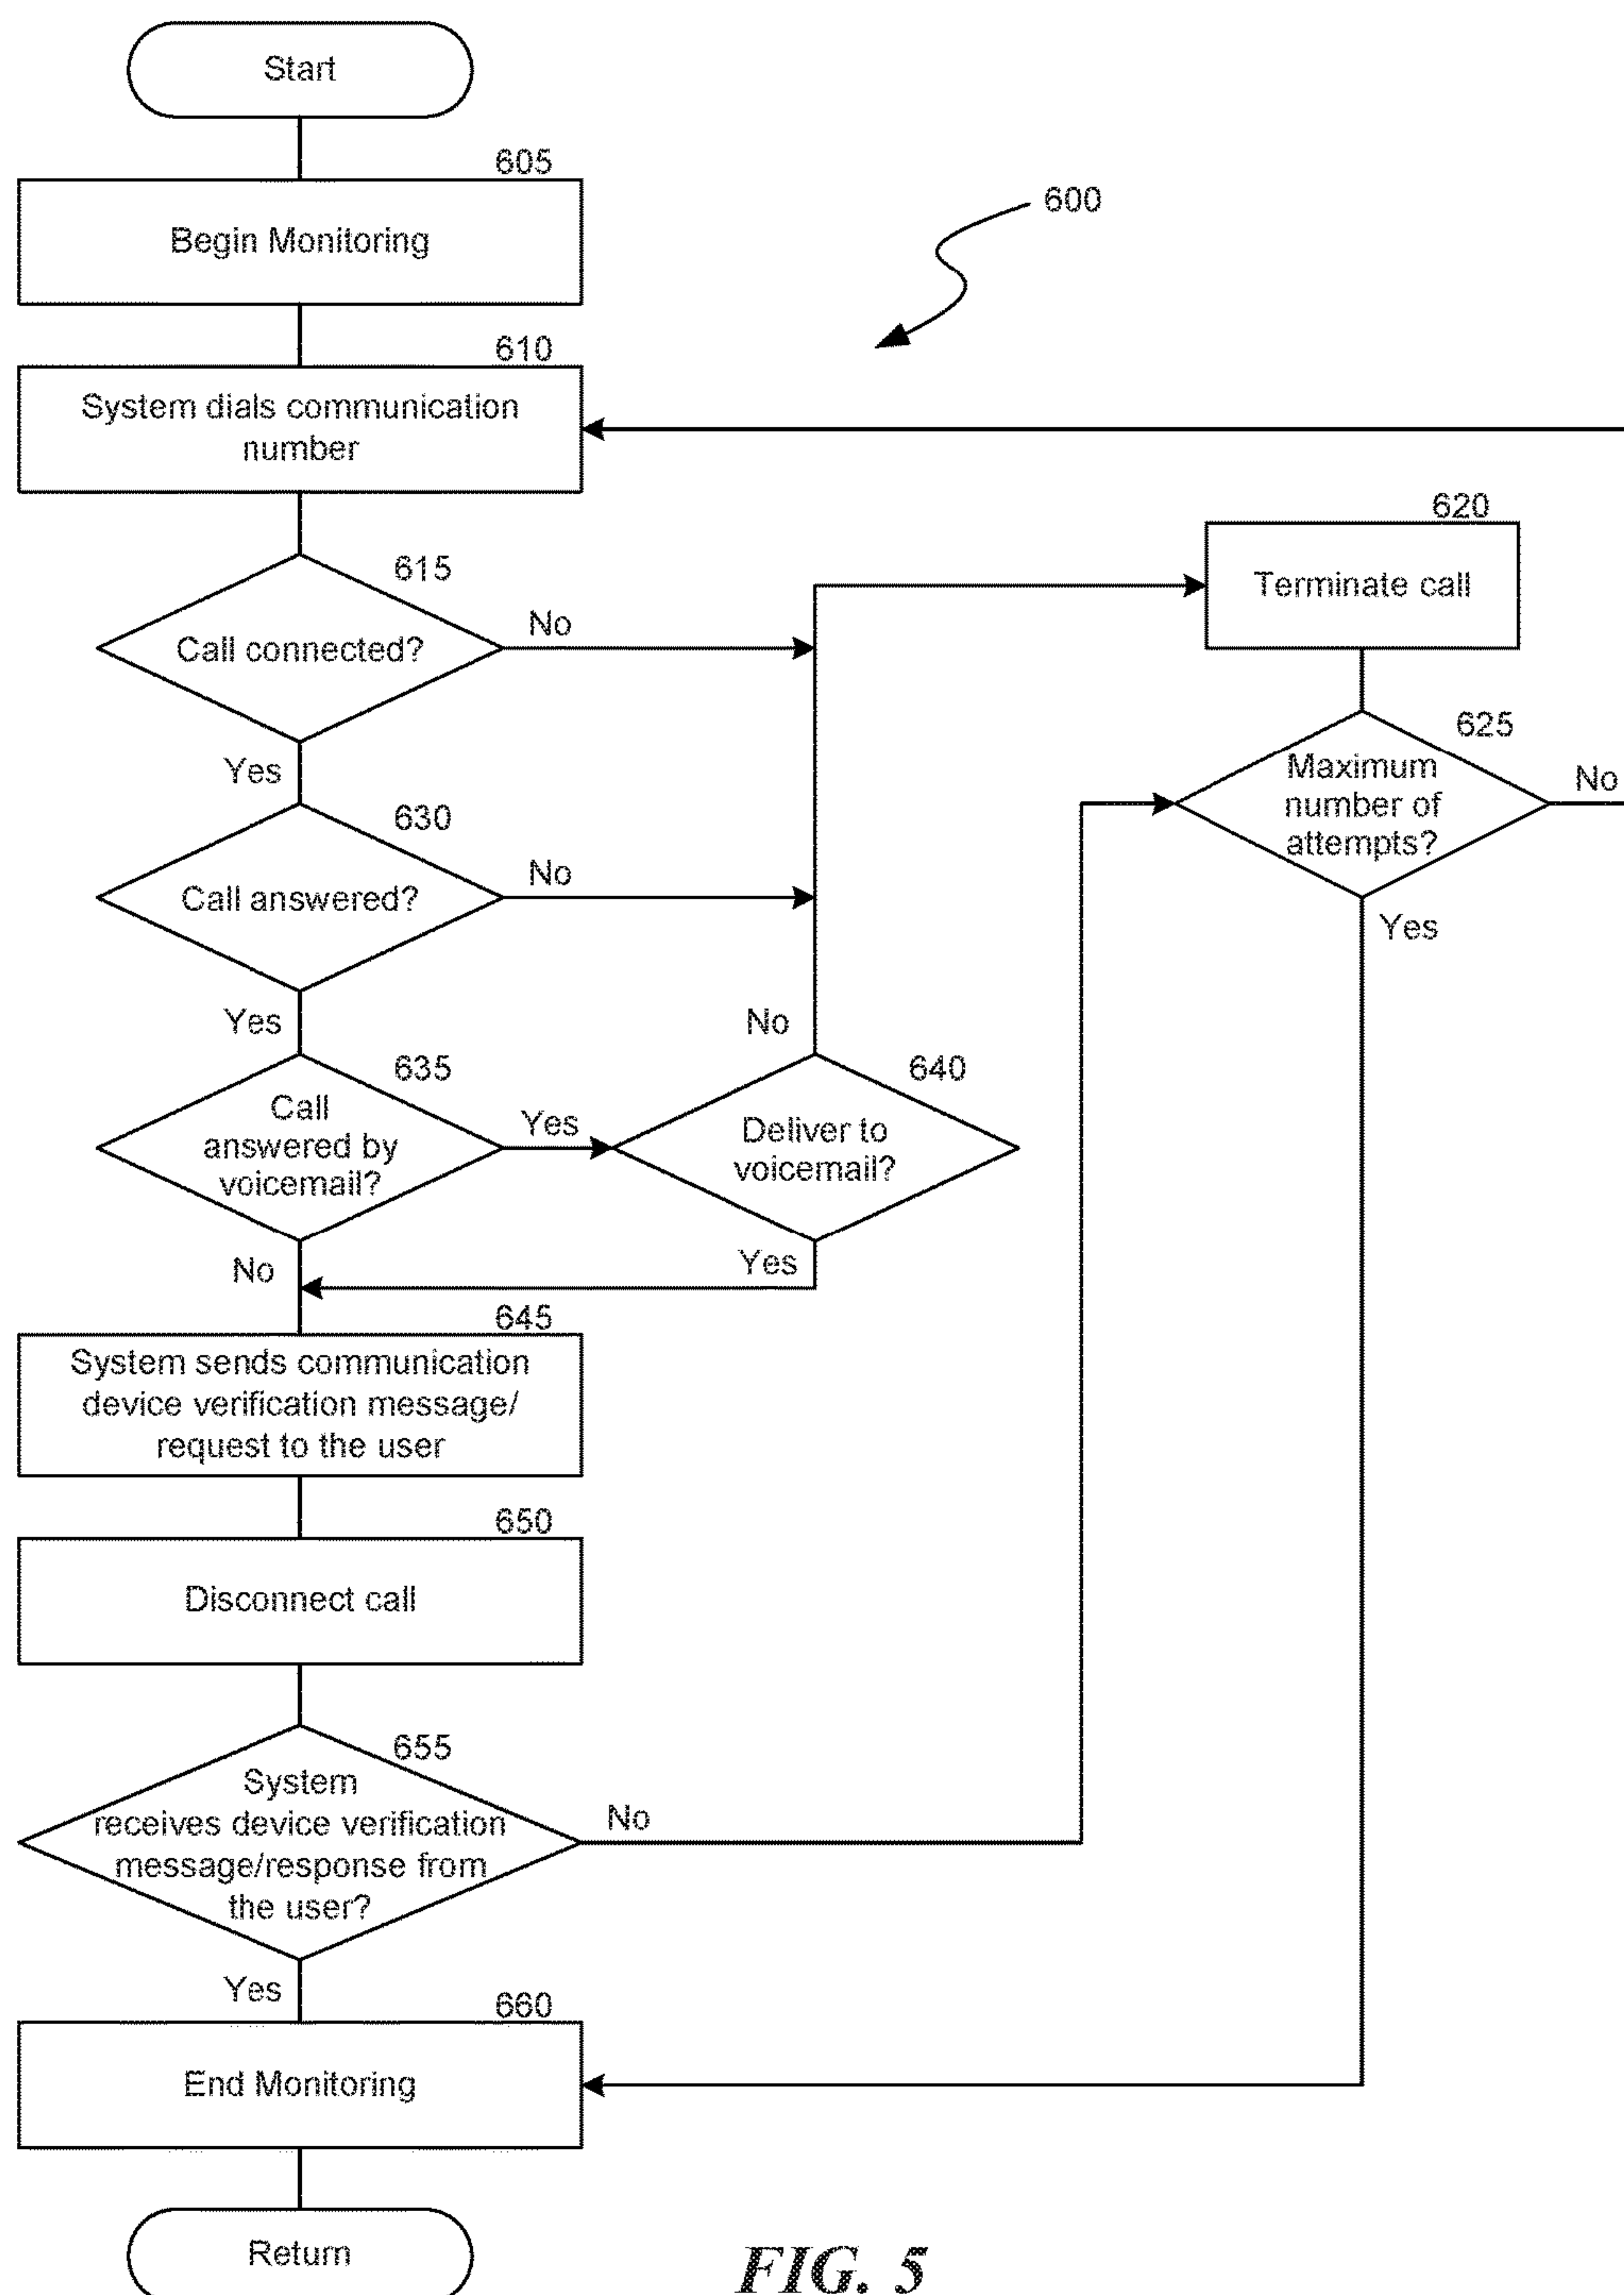 Start
605
Begin Monitoring
600
610
System dials communication
number
620
Terminate call
615
Call connected?
No
Yes
625
Maximum
number of
attempts?
No
Yes
630
Call answered?
No
Yes
635
Call
answered by
voicemail?
Yes
No
640
Deliver to
voicemail?
No
Yes
645
System sends communication
device verification message/
request to the user
650
Disconnect call
655
System
receives device verification
message/response from
the user?
No
Yes
660
End Monitoring
Return
FIG. 5